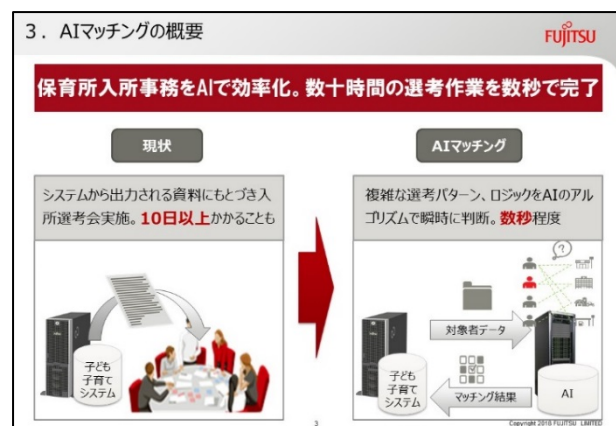 3．AIマッチングの概要
FUJITSU
保育所入所事務をAIで効率化。数十時間の選考作業を数秒で完了
現状
システムから出力される資料にもとづき入
所選考会実施。10日以上かかることも
子ども
子育て
システム
AIマッチング
複雑な選考パターン、ロジックをAIのアル
ゴリズムで瞬時に判断。数秒程度
?
対象者データ
子ども
子育て
システム
マッチング結果
AI
3
Copyright 2018 FUJITSU LIMITED